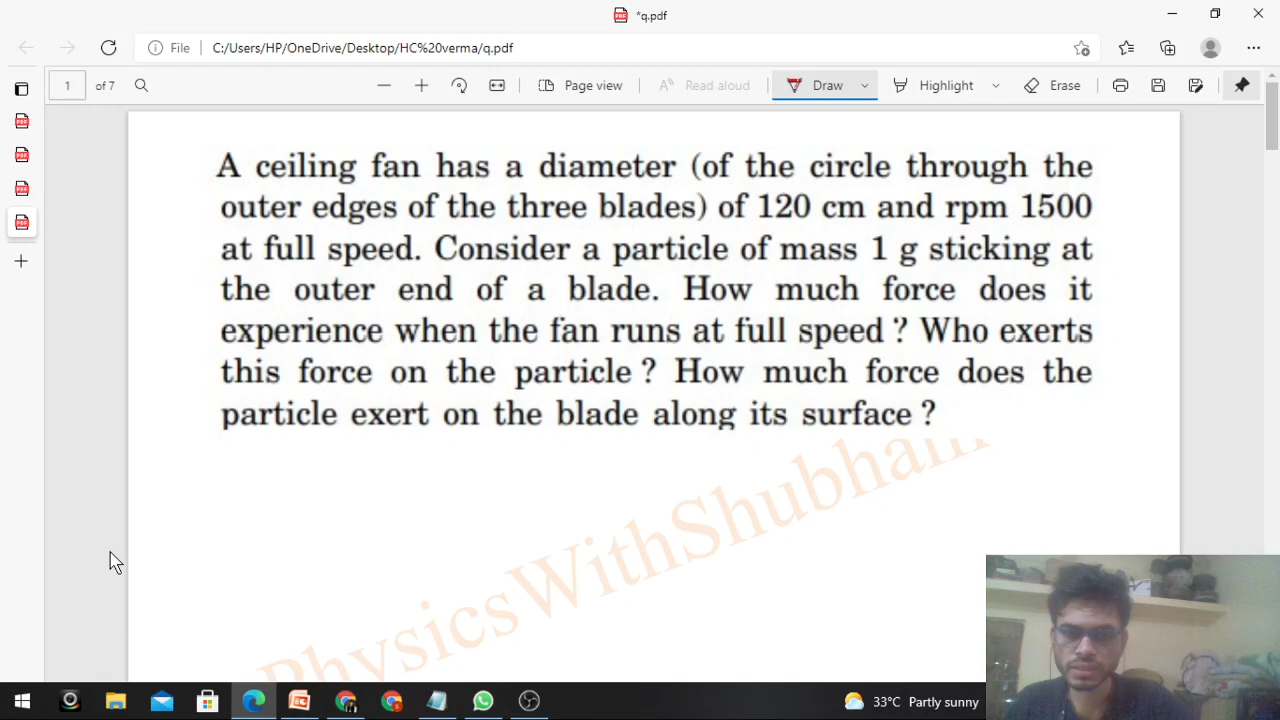 *q.pdf
File C:/Users/HP/OneDrive/Desktop/HC%20verma/q.pdf
1 of 7 Page view Read aloud Draw Highlight Erase
A ceiling fan has a diameter (of the circle through the
outer edges of the three blades) of 120 cm and rpm 1500
at full speed. Consider a particle of mass 1 g sticking at
the outer end of a blade. How much force does it
experience when the fan runs at full speed ? Who exerts
this force on the particle ? How much force does the
particle exert on the blade along its surface ?
PhysicsWithShubham
33°C Partly sunny